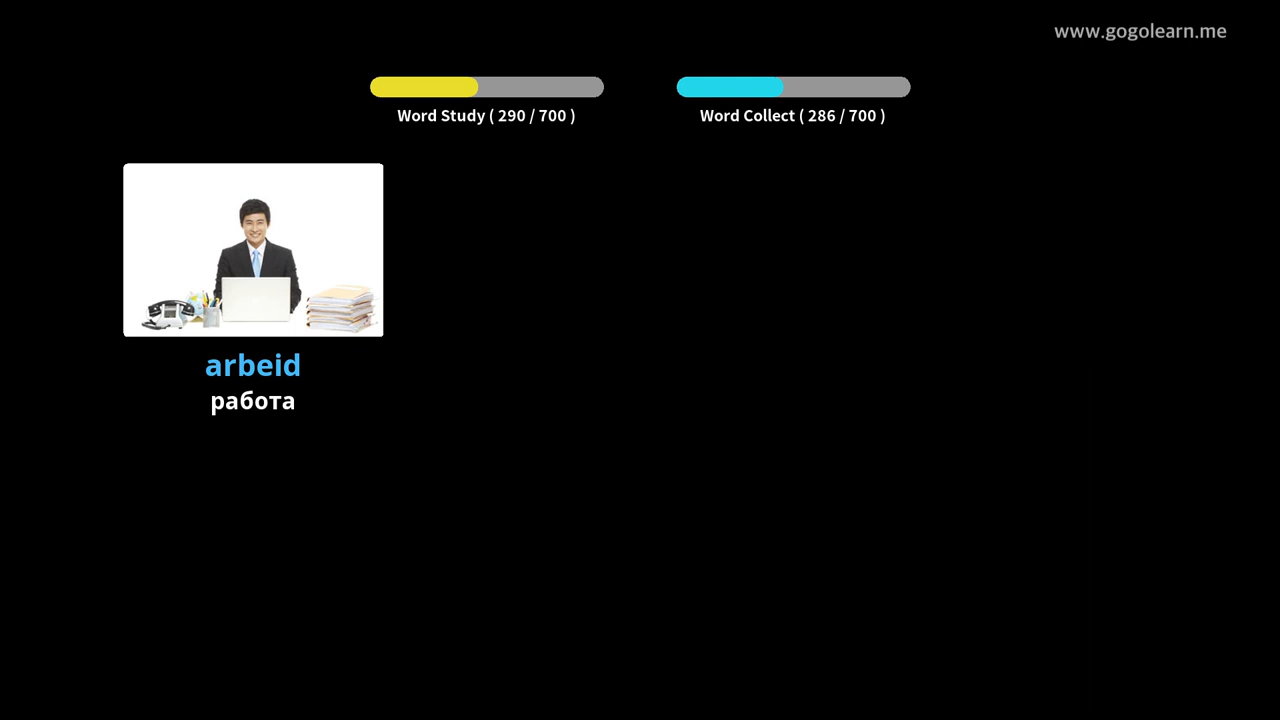 www.gogolearn.me
Word Study ( 290 / 700 )
Word Collect ( 286 / 700 )
arbeid
работа